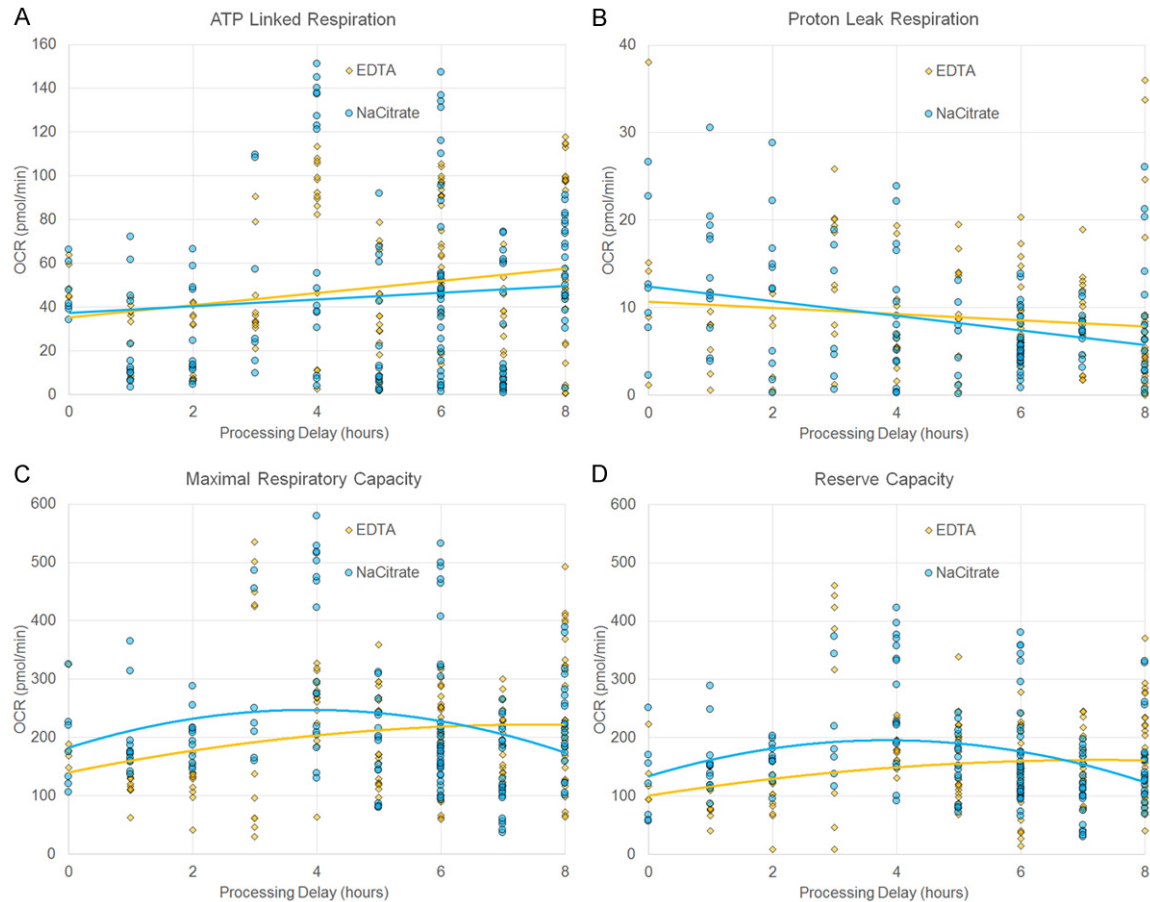 A
ATP Linked Respiration
OCR (pmol/min)
160
140
120
100
80
60
40
20
0
EDTA
NaCitrate
0 2 4 6 8
Processing Delay (hours)
B
Proton Leak Respiration
OCR (pmol/min)
40
30
20
10
0
EDTA
NaCitrate
0 2 4 6 8
Processing Delay (hours)
C
Maximal Respiratory Capacity
OCR (pmol/min)
600
500
400
300
200
100
0
EDTA
NaCitrate
0 2 4 6 8
Processing Delay (hours)
D
Reserve Capacity
OCR (pmol/min)
600
500
400
300
200
100
0
EDTA
NaCitrate
0 2 4 6 8
Processing Delay (hours)